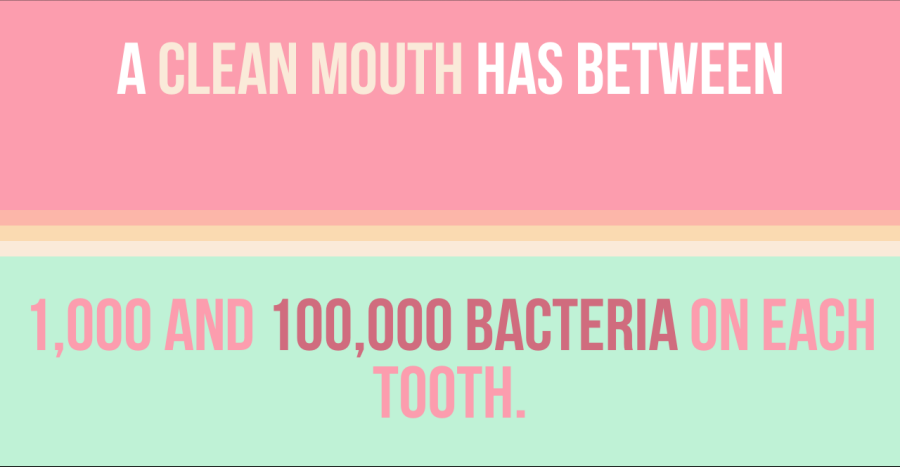 A CLEAN MOUTH HAS BETWEEN
1,000 AND 100,000 BACTERIA ON EACH
TOOTH.